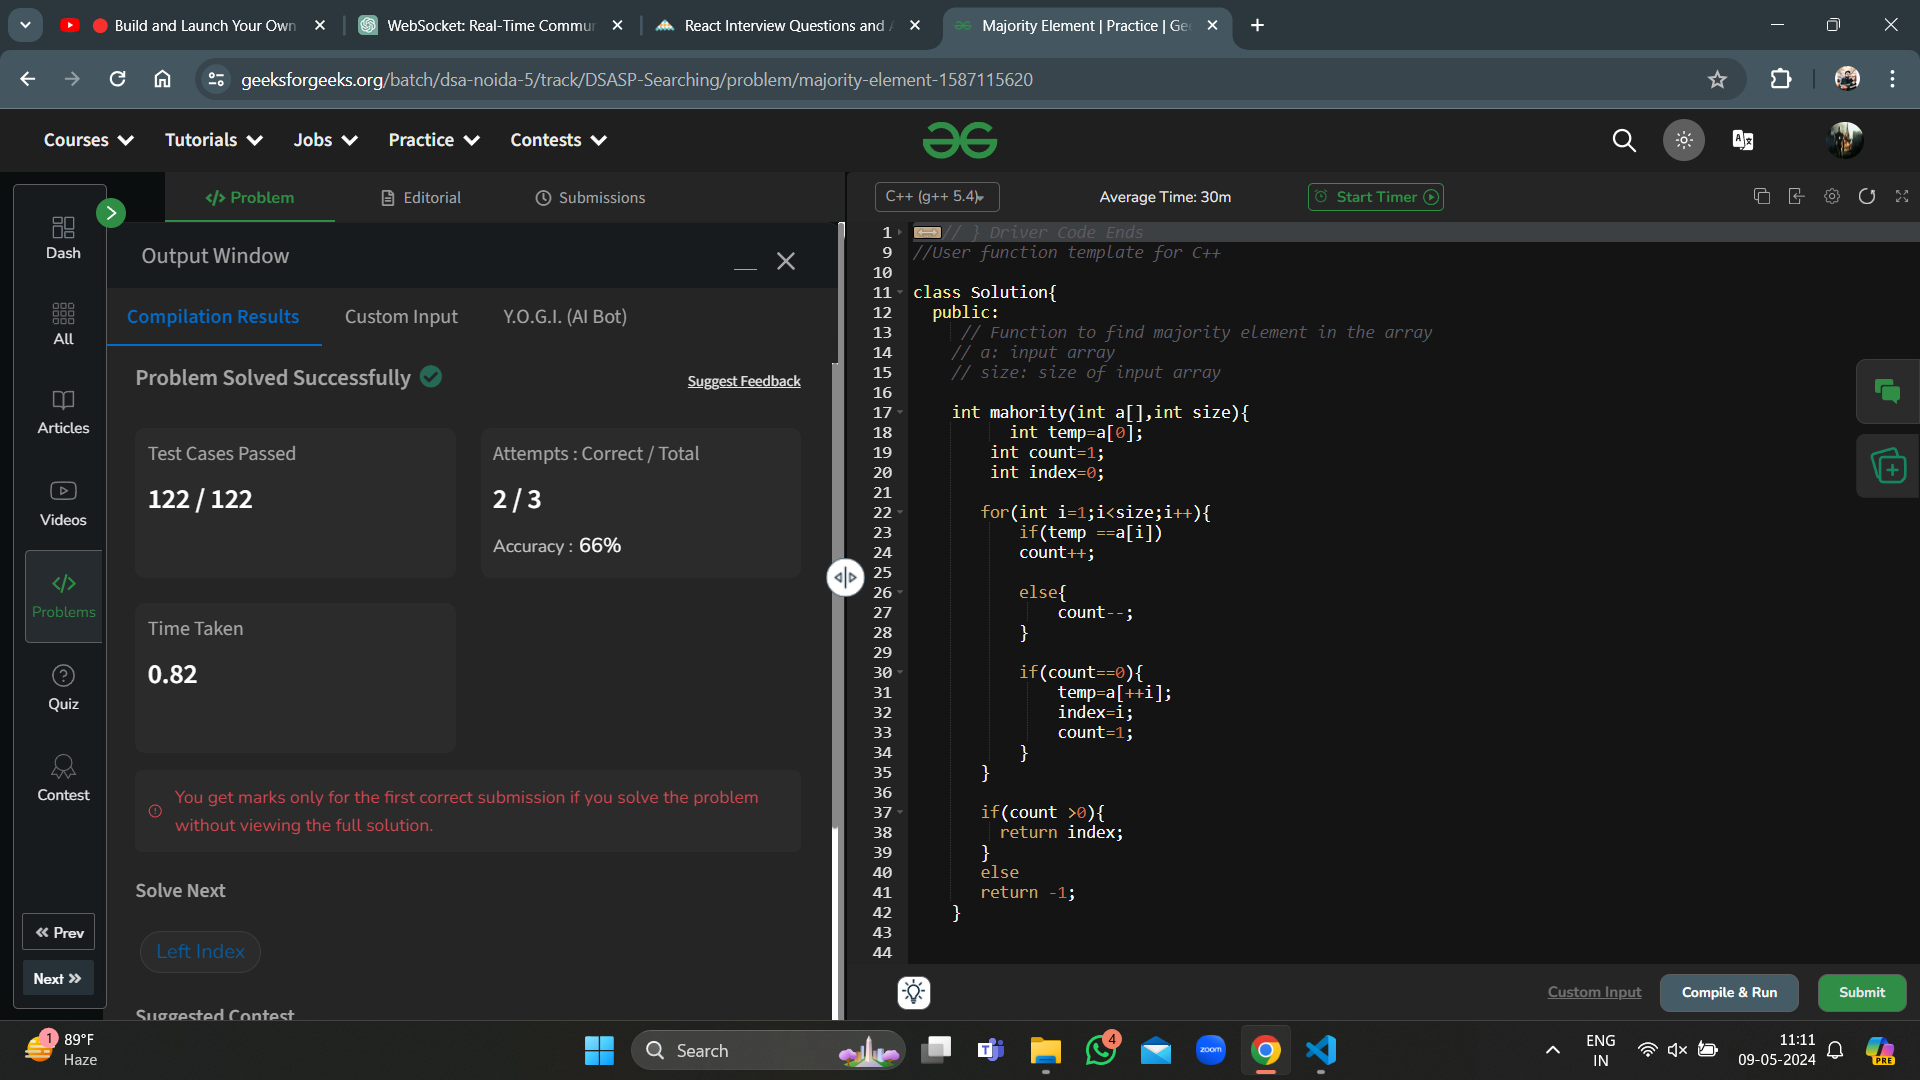 Build and Launch Your Own
WebSocket: Real-Time Commun
React Interview Questions and A
Majority Element | Practice | Gee
geeksforgeeks.org/batch/dsa-noida-5/track/DSASP-Searching/problem/majority-element-1587115620
Courses Tutorials Jobs Practice Contests
Dash
All
Articles
Videos
Problems
Quiz
Contest
Prev
Next
Problem Editorial Submissions
Output Window
Compilation Results Custom Input Y.O.G.I. (AI Bot)
Problem Solved Successfully
Suggest Feedback
Test Cases Passed
122 / 122
Attempts : Correct / Total
2 / 3
Accuracy : 66%
Time Taken
0.82
You get marks only for the first correct submission if you solve the problem
without viewing the full solution.
Solve Next
Left Index
Suggested Contest
C++ (g++ 5.4) Average Time: 30m Start Timer
1 // } Driver Code Ends
9 //User function template for C++
10
11 class Solution{
12 public:
13 // Function to find majority element in the array
14 // a: input array
15 // size: size of input array
16
17 int mahority(int a[],int size){
18 int temp=a[0];
19 int count=1;
20 int index=0;
21
22 for(int i=1;i<size;i++){
23 if(temp ==a[i])
24 count++;
25
26 else{
27 count--;
28 }
29
30 if(count==0){
31 temp=a[++i];
32 index=i;
33 count=1;
34 }
35 }
36
37 if(count >0){
38 return index;
39 }
40 else
41 return -1;
42 }
43
44
Custom Input Compile & Run Submit
1
89°F
Haze
Search
4
zoom
ENG
IN
11:11
09-05-2024
PRE